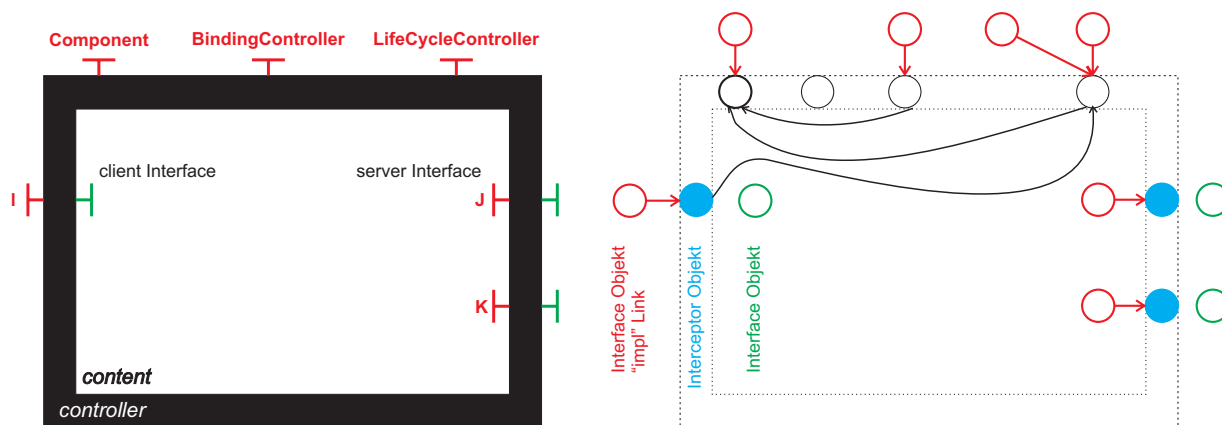 Component
BindingController
LifeCycleController
client Interface
server Interface
I
J
K
content
controller
Interface Objekt
“impl” Link
Interceptor Objekt
Interface Objekt